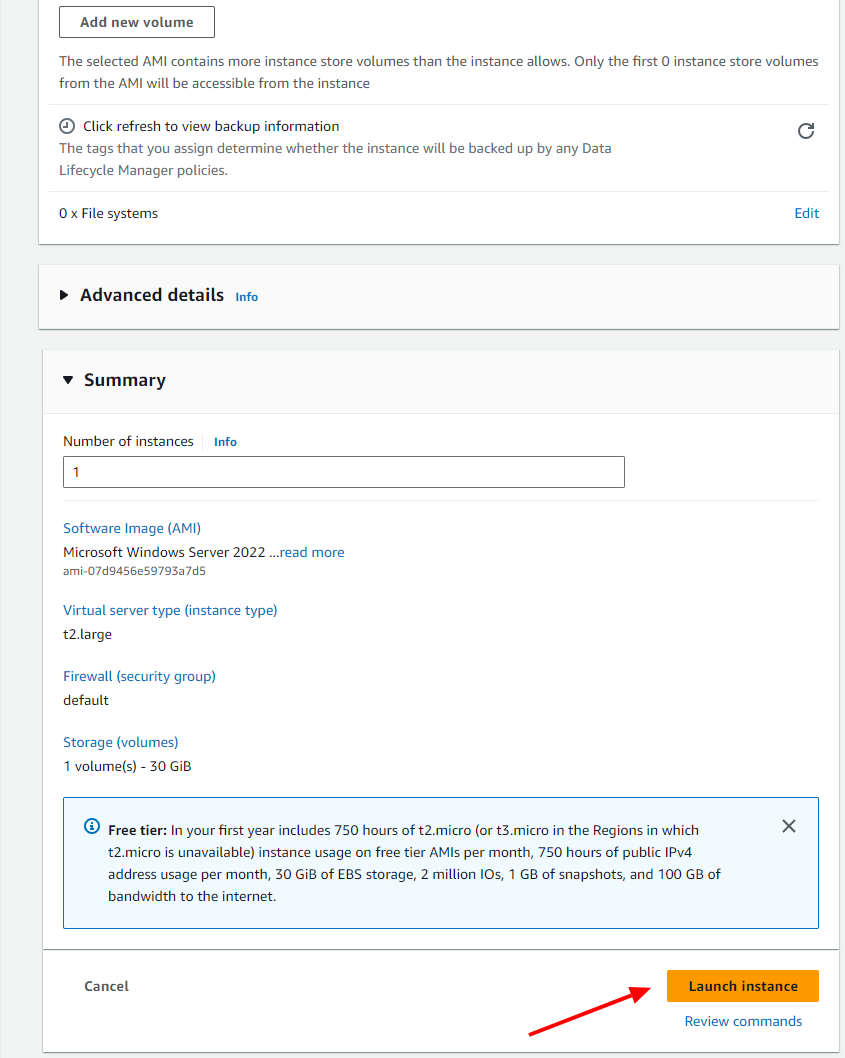 Add new volume
The selected AMI contains more instance store volumes than the instance allows. Only the first 0 instance store volumes
from the AMI will be accessible from the instance
Click refresh to view backup information
The tags that you assign determine whether the instance will be backed up by any Data
Lifecycle Manager policies.
0 x File systems Edit
Advanced details Info
Summary
Number of instances Info
1
Software Image (AMI)
Microsoft Windows Server 2022 ...read more
ami-07d9456e59793a7d5
Virtual server type (instance type)
t2.large
Firewall (security group)
default
Storage (volumes)
1 volume(s) - 30 GiB
Free tier: In your first year includes 750 hours of t2.micro (or t3.micro in the Regions in which
t2.micro is unavailable) instance usage on free tier AMIs per month, 750 hours of public IPv4
address usage per month, 30 GiB of EBS storage, 2 million IOs, 1 GB of snapshots, and 100 GB of
bandwidth to the internet.
Cancel Launch instance
Review commands